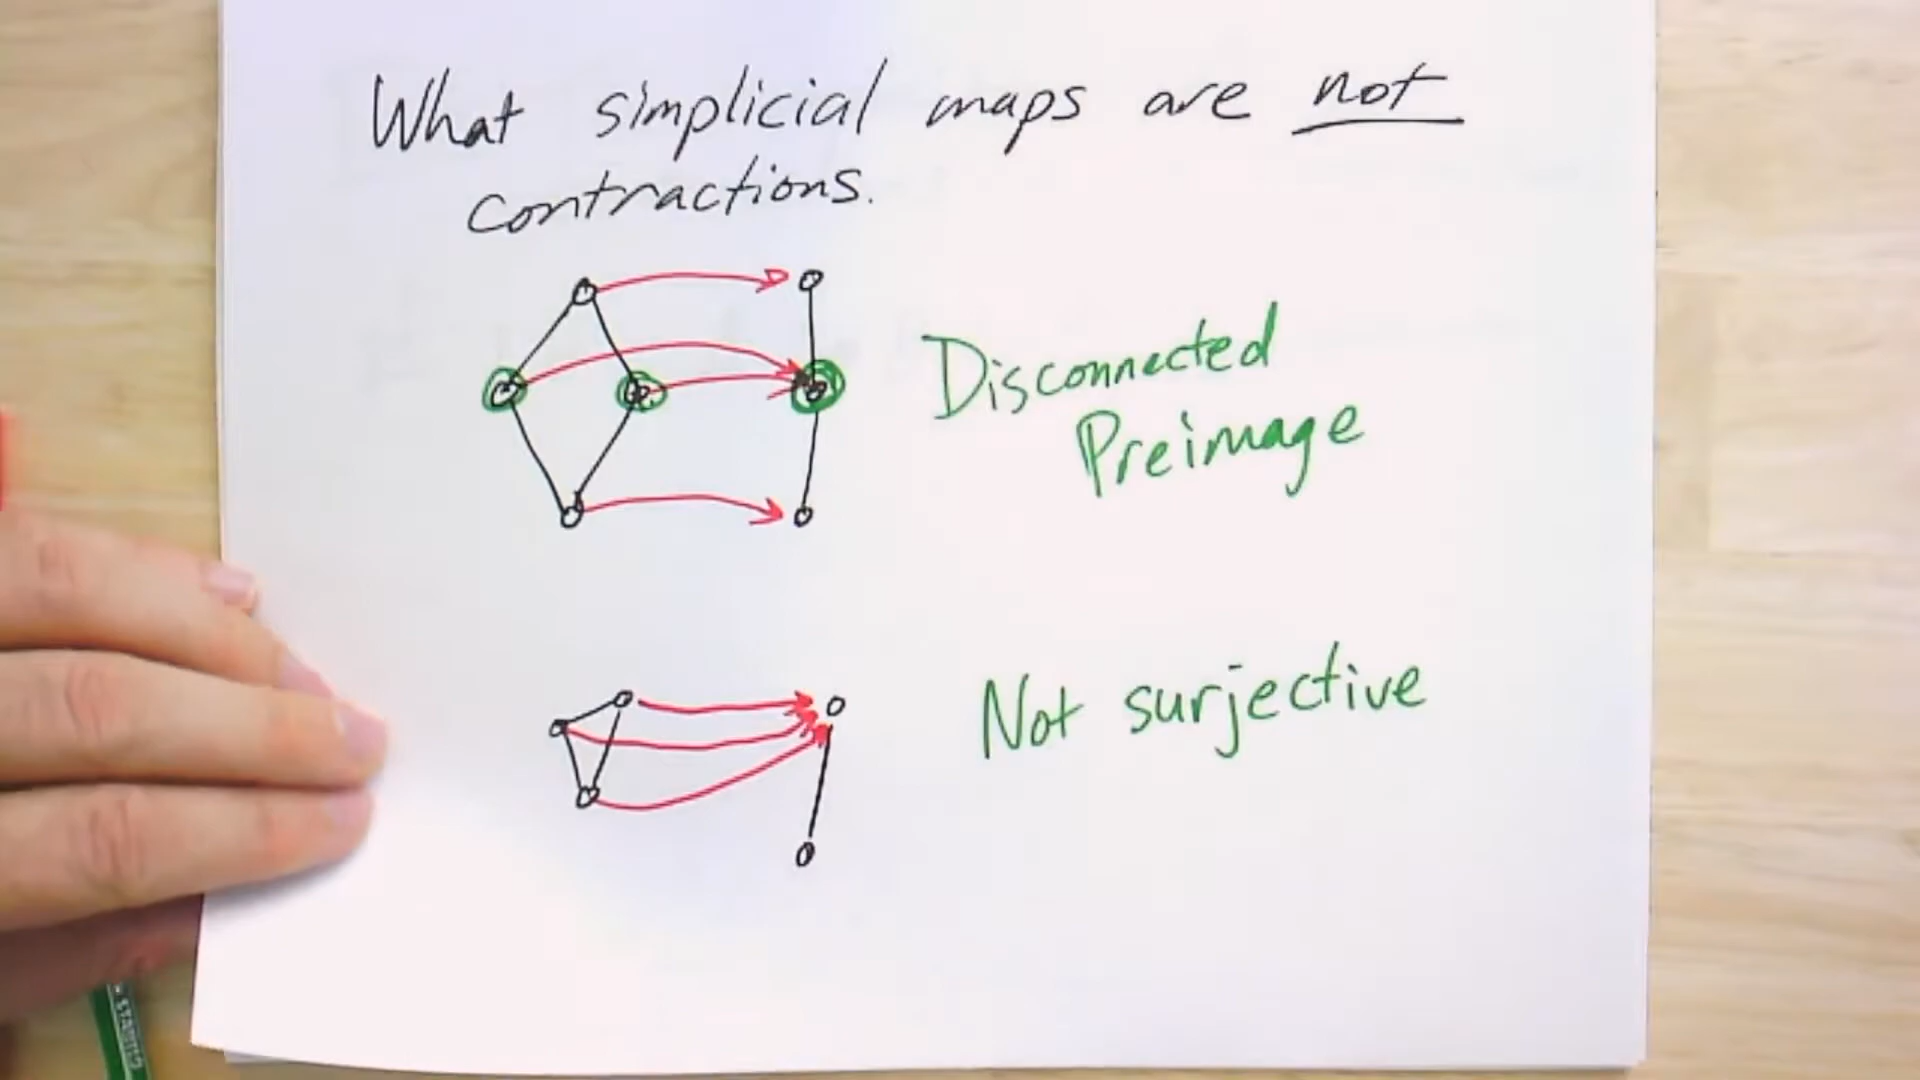 What simplicial maps are not
contractions.
Disconnected
Preimage
Not surjective